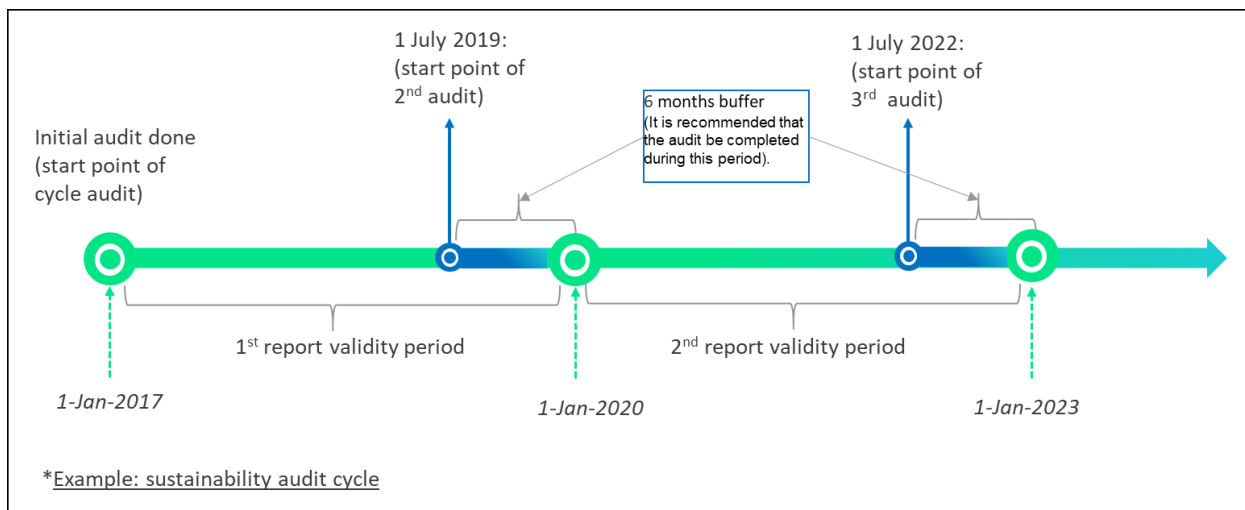 1 July 2019:
(start point of
2nd audit)
1 July 2022:
(start point of
3rd  audit)
6 months buffer
(It is recommended that
the audit be completed
during this period).
Initial audit done
(start point of
cycle audit)
1st report validity period
2nd report validity period
1-Jan-2017
1-Jan-2020
1-Jan-2023
*Example: sustainability audit cycle